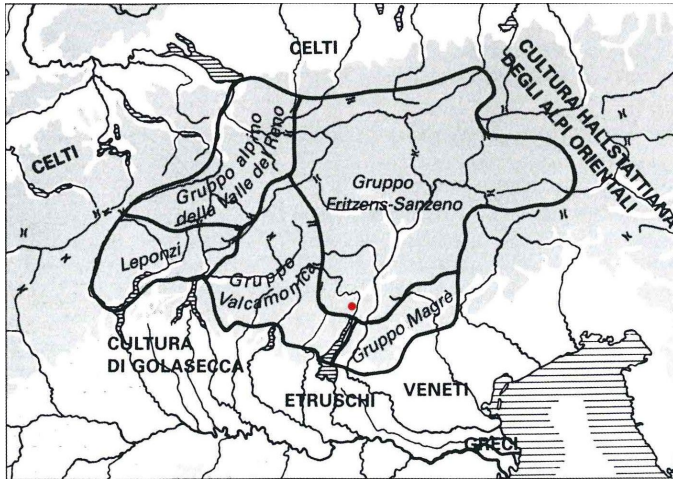 CELTI
CULTURA HALLSTATTIANA
DEGLI ALPI ORIENTALI
CELTI
Gruppo alpino
della Valle del Reno
Gruppo
Fritzens-Sanzeno
Leponzi
Gruppo
Valcamonica
Gruppo Magrè
CULTURA
DI GOLASECCA
ETRUSCHI
VENETI
GRECI